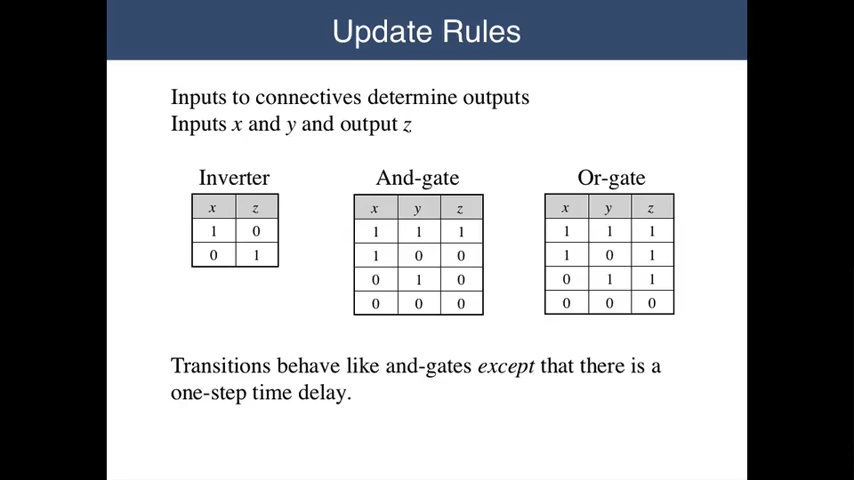 Update Rules
Inputs to connectives determine outputs
Inputs x and y and output z
Inverter And-gate Or-gate
x z x y z x y z
1 0 1 1 1 1 1 1
0 1 1 0 0 1 0 1
0 1 0 0 1 1
0 0 0 0 0 0
Transitions behave like and-gates except that there is a
one-step time delay.